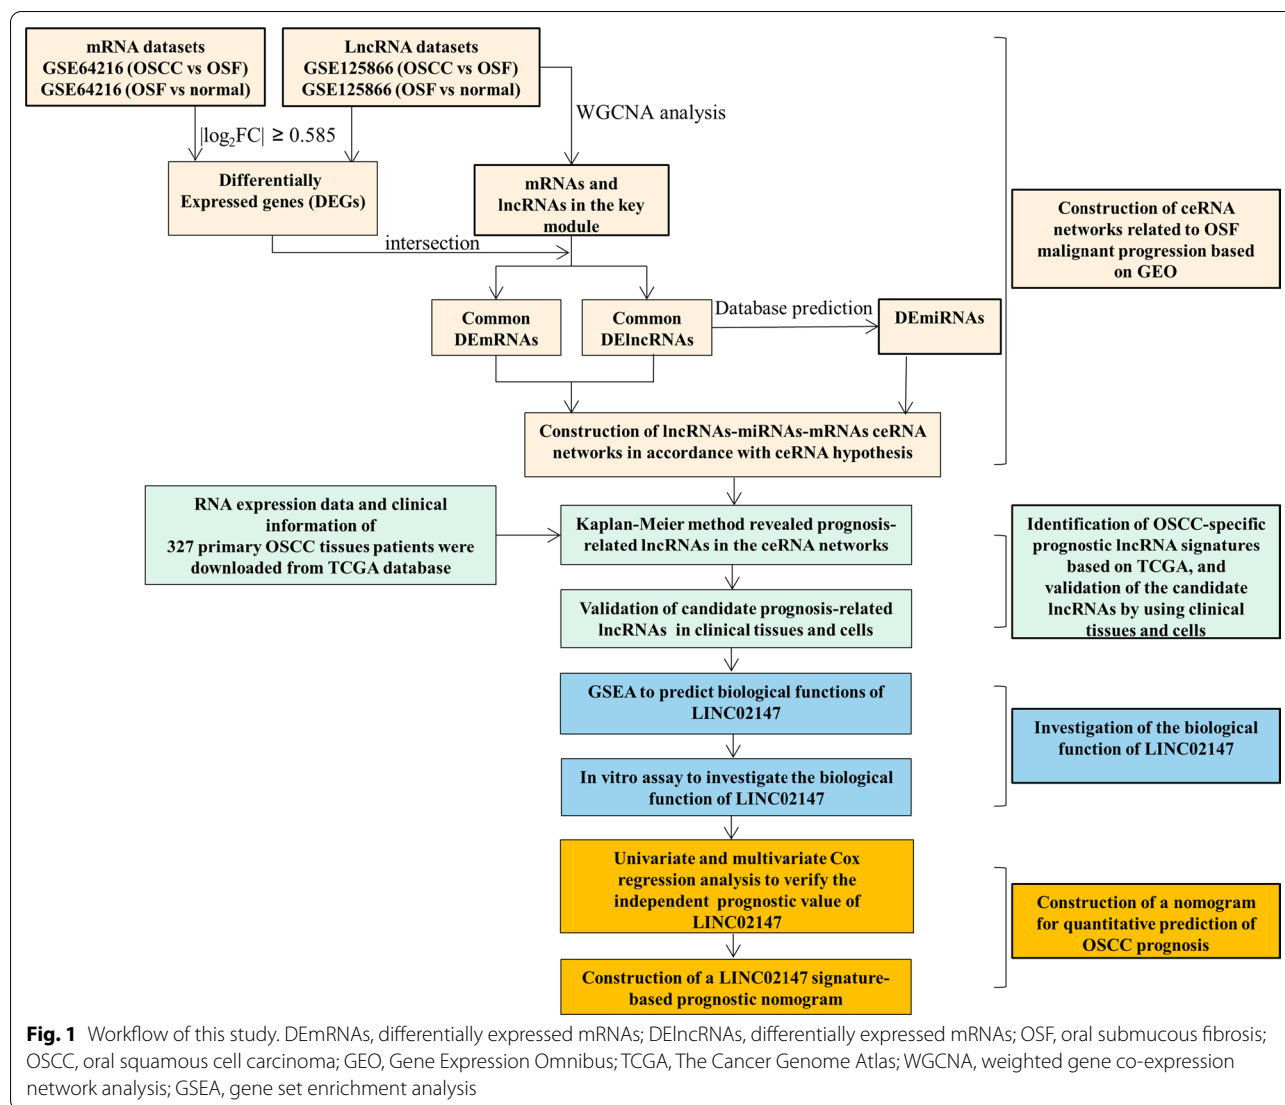 mRNA datasets
GSE64216 (OSCC vs OSF)
GSE64216 (OSF vs normal)
LncRNA datasets
GSE125866 (OSCC vs OSF)
GSE125866 (OSF vs normal)
WGCNA analysis
|log₂FC| ≥ 0.585
Differentially
Expressed genes (DEGs)
mRNAs and
lncRNAs in the key
module
intersection
Construction of ceRNA
networks related to OSF
malignant progression based
on GEO
Common
DEmRNAs
Common
DElncRNAs
Database prediction
DEmiRNAs
Construction of lncRNAs-miRNAs-mRNAs ceRNA
networks in accordance with ceRNA hypothesis
RNA expression data and clinical
information of
327 primary OSCC tissues patients were
downloaded from TCGA database
Kaplan-Meier method revealed prognosis-
related lncRNAs in the ceRNA networks
Identification of OSCC-specific
prognostic lncRNA signatures
based on TCGA, and
validation of the candidate
lncRNAs by using clinical
tissues and cells
Validation of candidate prognosis-related
lncRNAs in clinical tissues and cells
GSEA to predict biological functions of
LINC02147
Investigation of the biological
function of LINC02147
In vitro assay to investigate the biological
function of LINC02147
Univariate and multivariate Cox
regression analysis to verify the
independent prognostic value of
LINC02147
Construction of a nomogram
for quantitative prediction of
OSCC prognosis
Construction of a LINC02147 signature-
based prognostic nomogram
Fig. 1 Workflow of this study. DEmRNAs, differentially expressed mRNAs; DElncRNAs, differentially expressed mRNAs; OSF, oral submucous fibrosis;
OSCC, oral squamous cell carcinoma; GEO, Gene Expression Omnibus; TCGA, The Cancer Genome Atlas; WGCNA, weighted gene co-expression
network analysis; GSEA, gene set enrichment analysis